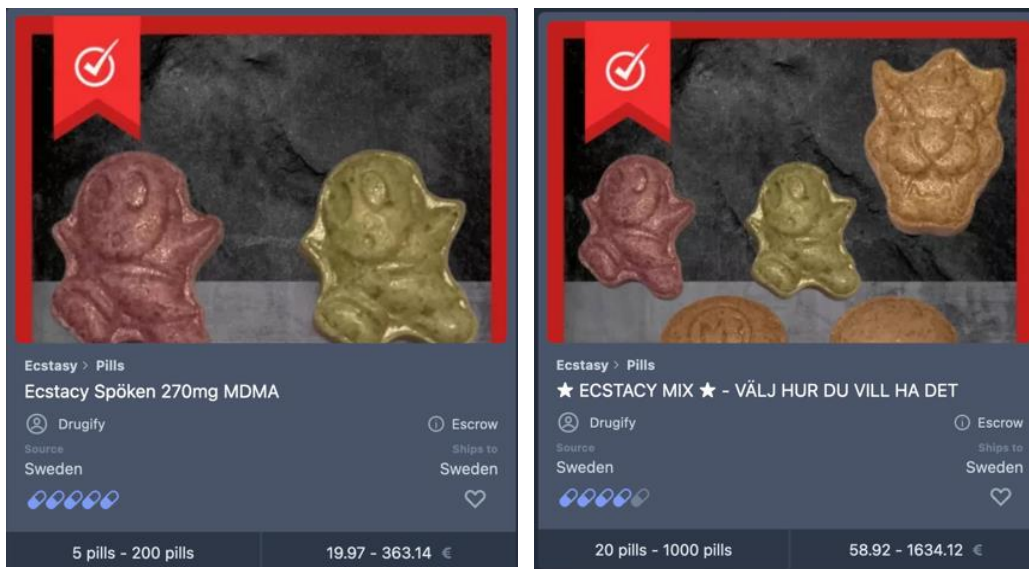 Ecstasy > Pills
Ecstacy Spöken 270mg MDMA
Drugify
Escrow
Source
Ships to
Sweden
Sweden
5 pills - 200 pills
19.97 - 363.14 €
Ecstasy > Pills
★ ECSTACY MIX ★ - VÄLJ HUR DU VILL HA DET
Drugify
Escrow
Source
Ships to
Sweden
Sweden
20 pills - 1000 pills
58.92 - 1634.12 €